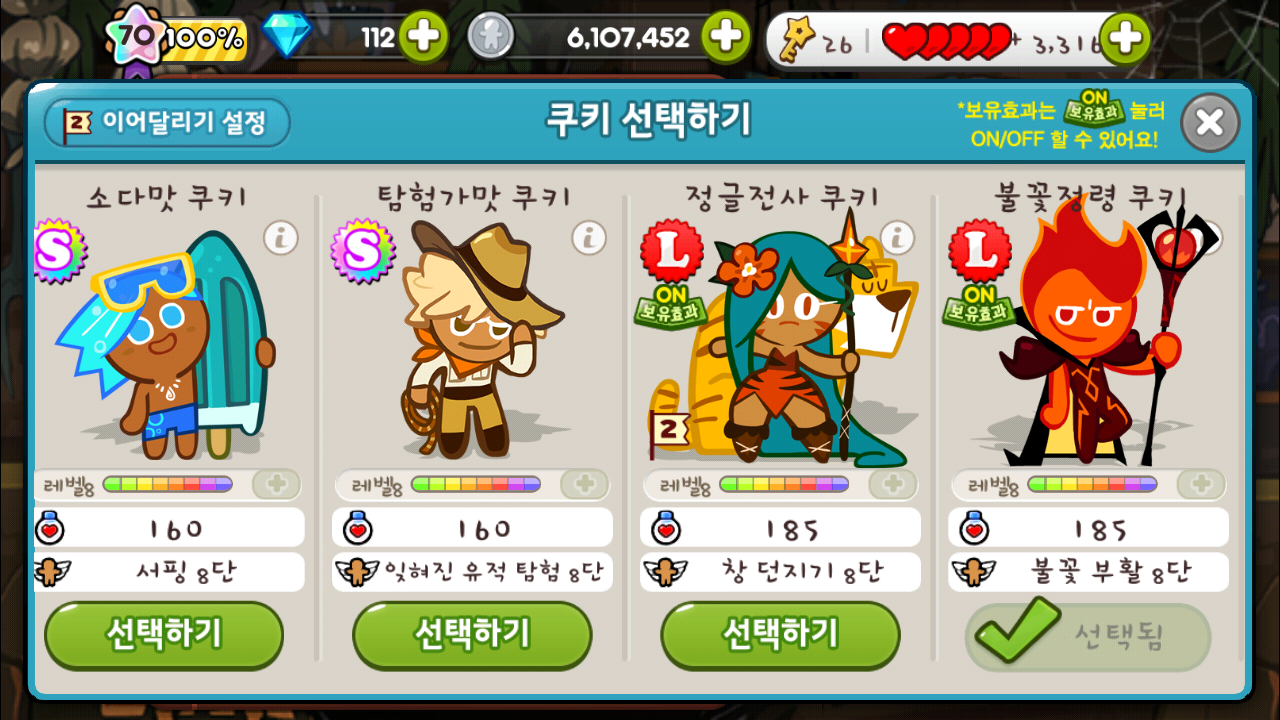 70 100% 112 6,107,452 26 3,316
2 이어달리기 설정
쿠키 선택하기
*보유효과는 ON 보유효과 눌러
ON/OFF 할 수 있어요!
소다맛 쿠키 탐험가맛 쿠키 정글전사 쿠키 불꽃정령 쿠키
S i S i L i L
ON ON
보유효과 보유효과
2
레벨8 레벨8 레벨8 레벨8
160 160 185 185
서핑 8단 잊혀진 유적 탐험 8단 창 던지기 8단 불꽃 부활 8단
선택하기 선택하기 선택하기 선택됨